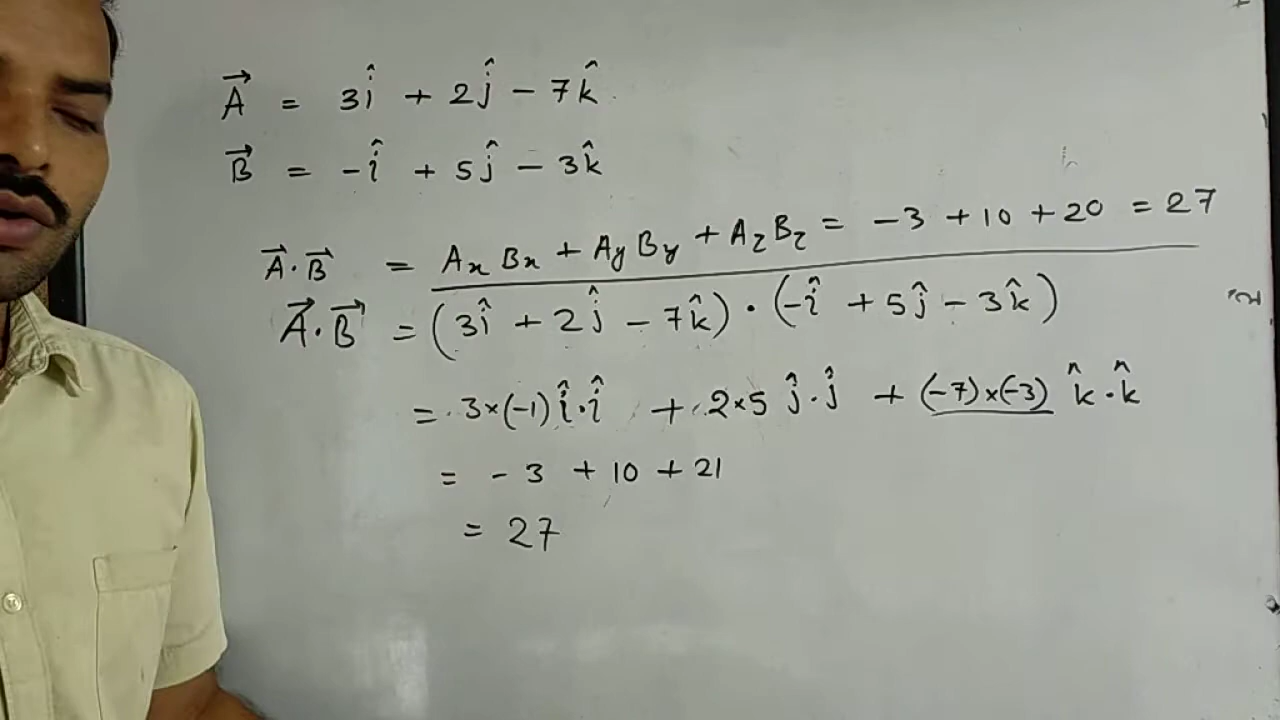 A⃗ = 3î + 2ĵ - 7k̂
B⃗ = -î + 5ĵ - 3k̂
A⃗·B⃗ = AxBx + AyBy + AzBz = -3 + 10 + 20 = 27
A⃗·B⃗ = (3î + 2ĵ - 7k̂) · (-î + 5ĵ - 3k̂)
= 3×(-1) î·î + 2×5 ĵ·ĵ + (-7)×(-3) k̂·k̂
= -3 + 10 + 21
= 27